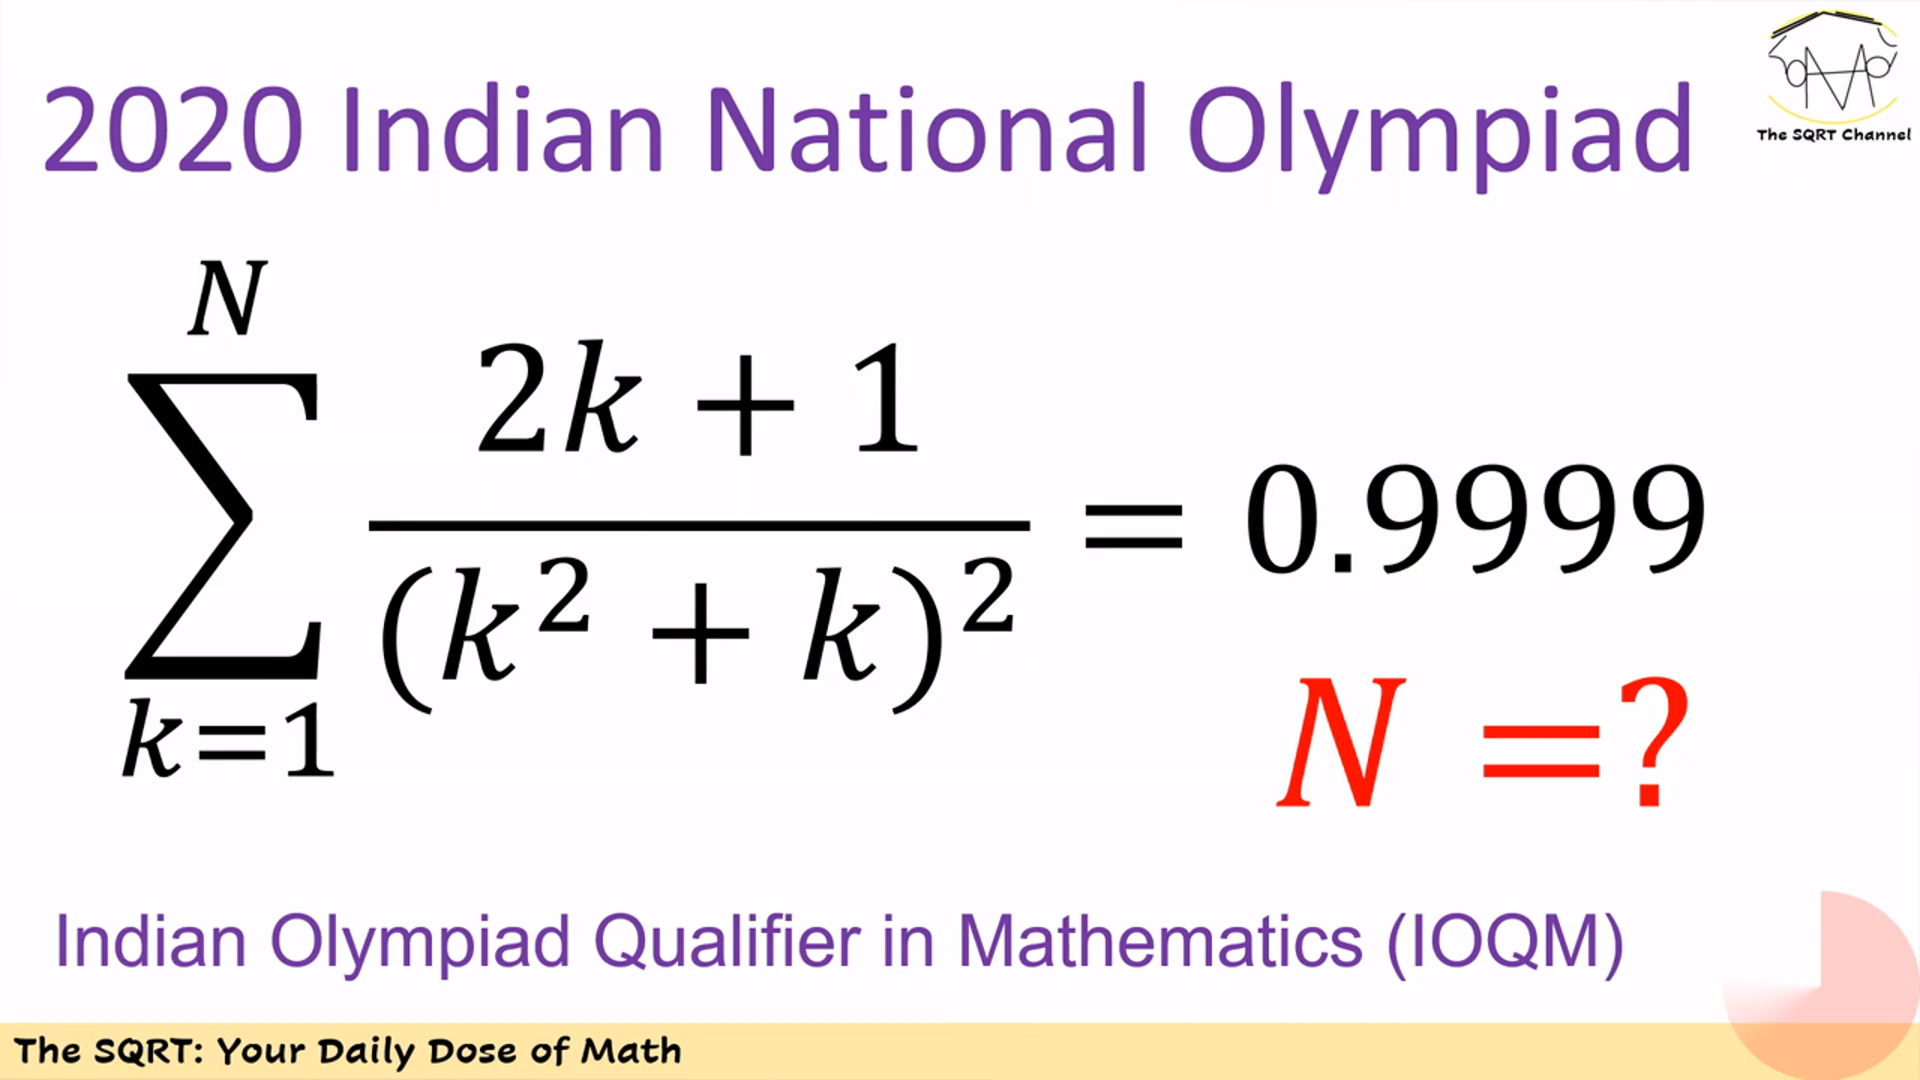 2020 Indian National Olympiad
The SQRT Channel
N
∑ (2k + 1)/(k² + k)² = 0.9999
k=1
N =?
Indian Olympiad Qualifier in Mathematics (IOQM)
The SQRT: Your Daily Dose of Math